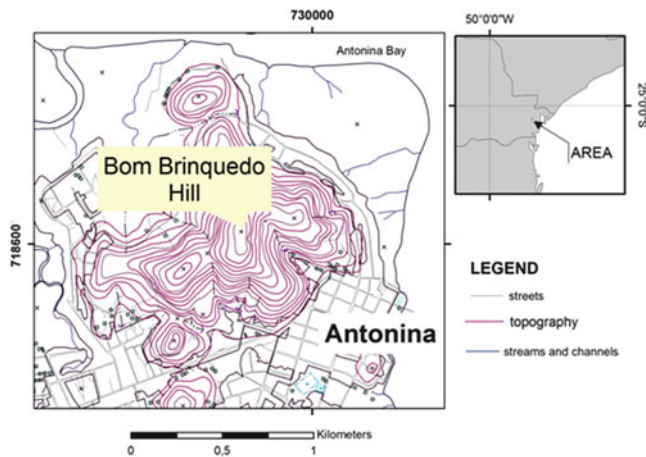 730000
Antonina Bay
50°0'0"W
25°0'0"S
AREA
Bom Brinquedo
Hill
718600
Antonina
LEGEND
streets
topography
streams and channels
Kilometers
0
0,5
1